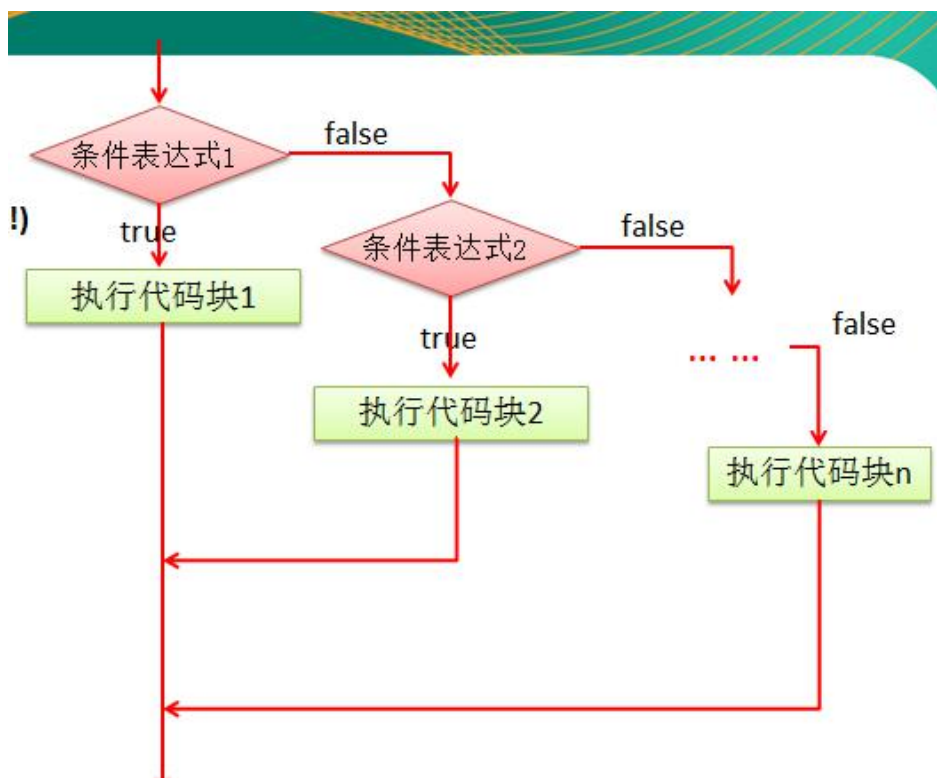 条件表达式1
false
!)
true
执行代码块1
条件表达式2
false
true
执行代码块2
... ...
false
执行代码块n